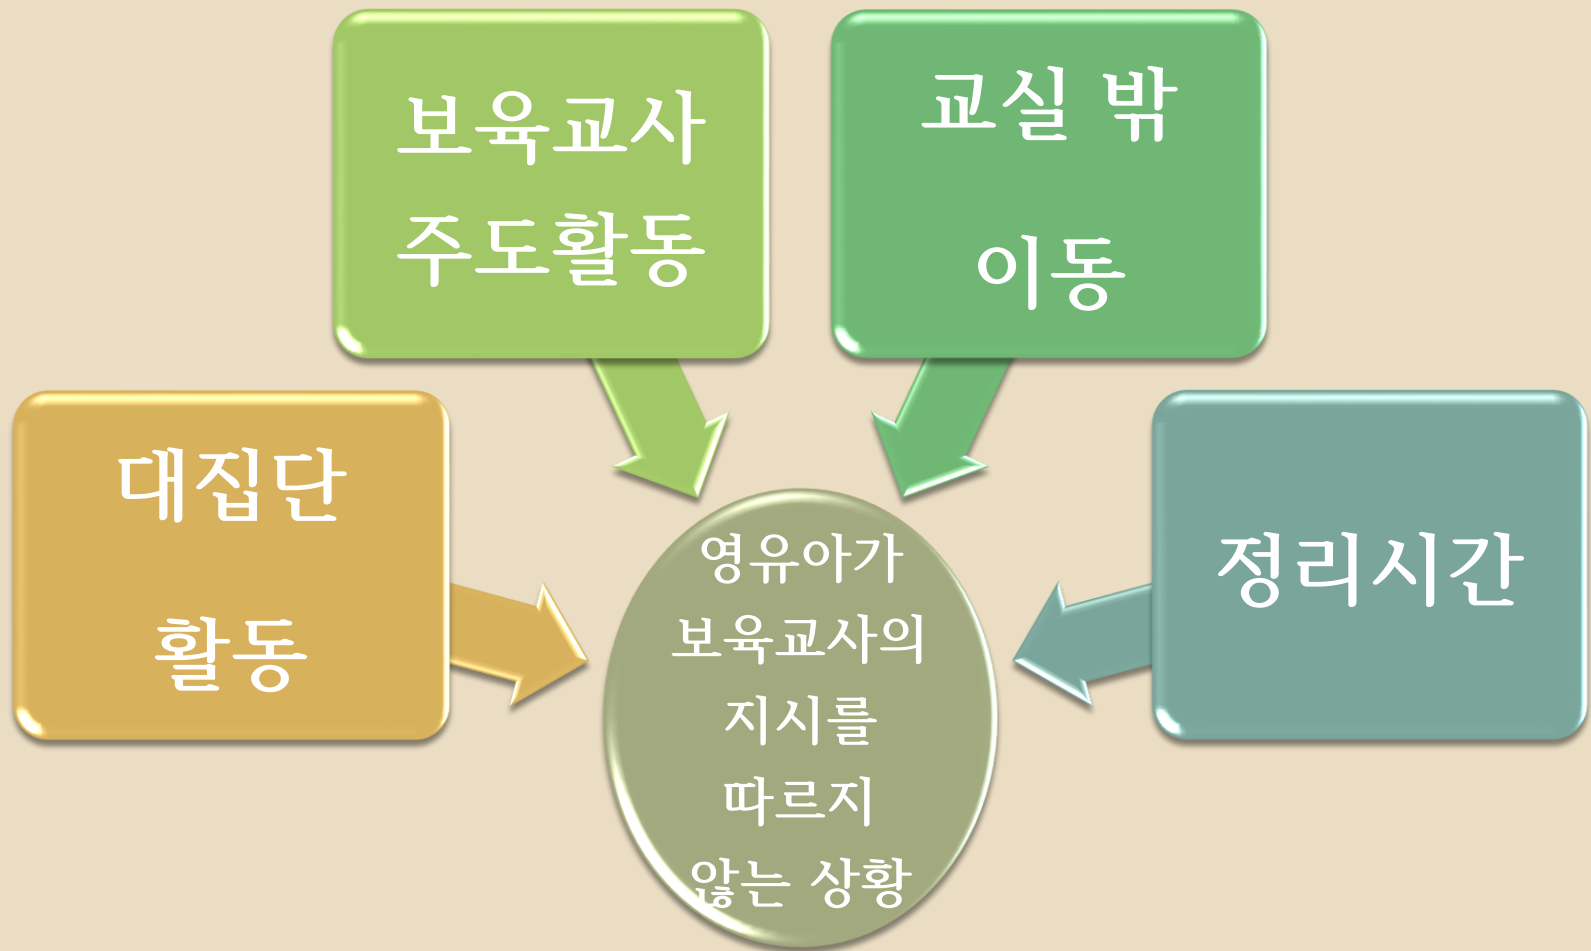 보육교사
주도활동
교실 밖
이동
대집단
활동
정리시간
영유아가
보육교사의
지시를
따르지
않는 상황